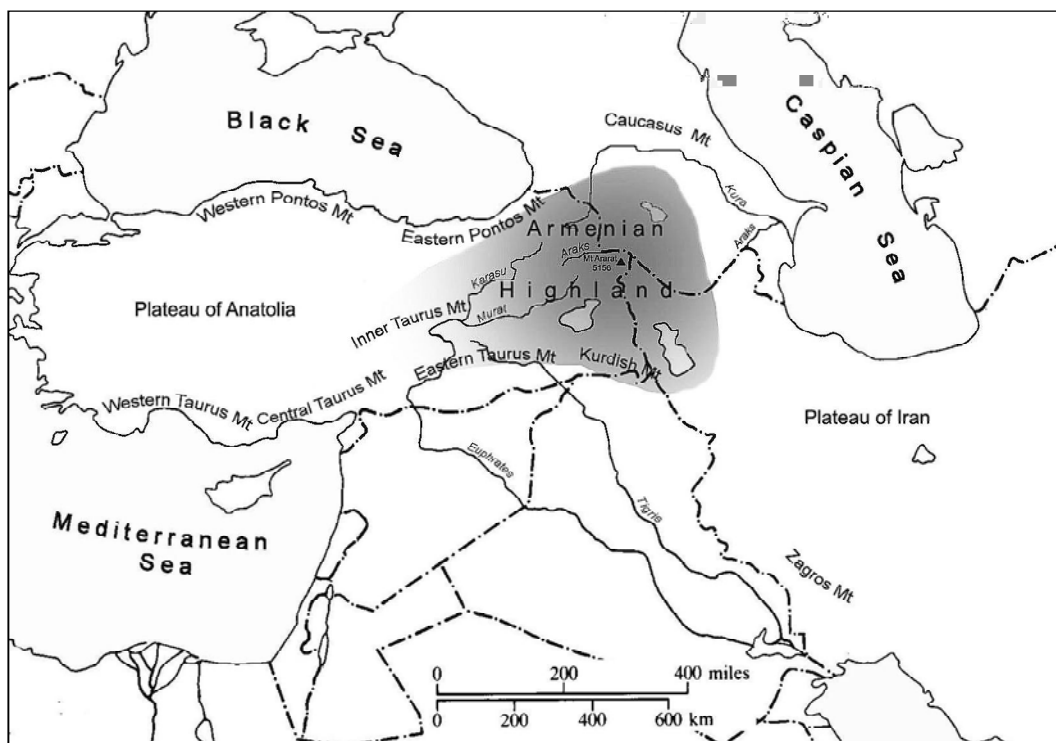 Black Sea
Caspian Sea
Caucasus Mt
Kura
Western Pontos Mt
Eastern Pontos Mt
Armenian
Araks
Araks
Mt Ararat
5156
Karasu
Highland
Plateau of Anatolia
Inner Taurus Mt
Murat
Eastern Taurus Mt
Kurdish Mt
Western Taurus Mt
Central Taurus Mt
Plateau of Iran
Euphrates
Tigris
Mediterranean
Sea
Zagros Mt
0 200 400 miles
0 200 400 600 km